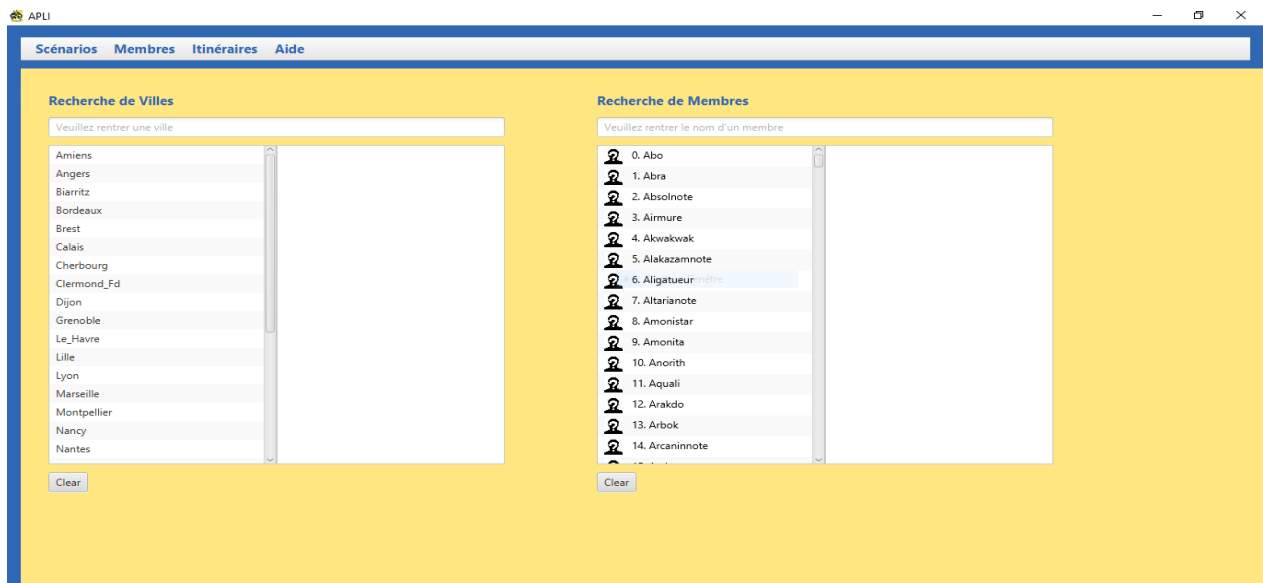 APLI
Scénarios Membres Itinéraires Aide
Recherche de Villes
Veuillez rentrer une ville
Amiens
Angers
Biarritz
Bordeaux
Brest
Calais
Cherbourg
Clermond_Fd
Dijon
Grenoble
Le_Havre
Lille
Lyon
Marseille
Montpellier
Nancy
Nantes
Clear
Recherche de Membres
Veuillez rentrer le nom d'un membre
0. Abo
1. Abra
2. Absolnote
3. Airmure
4. Akwakwak
5. Alakazamnote
6. Aligatueur
7. Altarianote
8. Amonistar
9. Amonita
10. Anorith
11. Aquali
12. Arakdo
13. Arbok
14. Arcaninnote
Clear